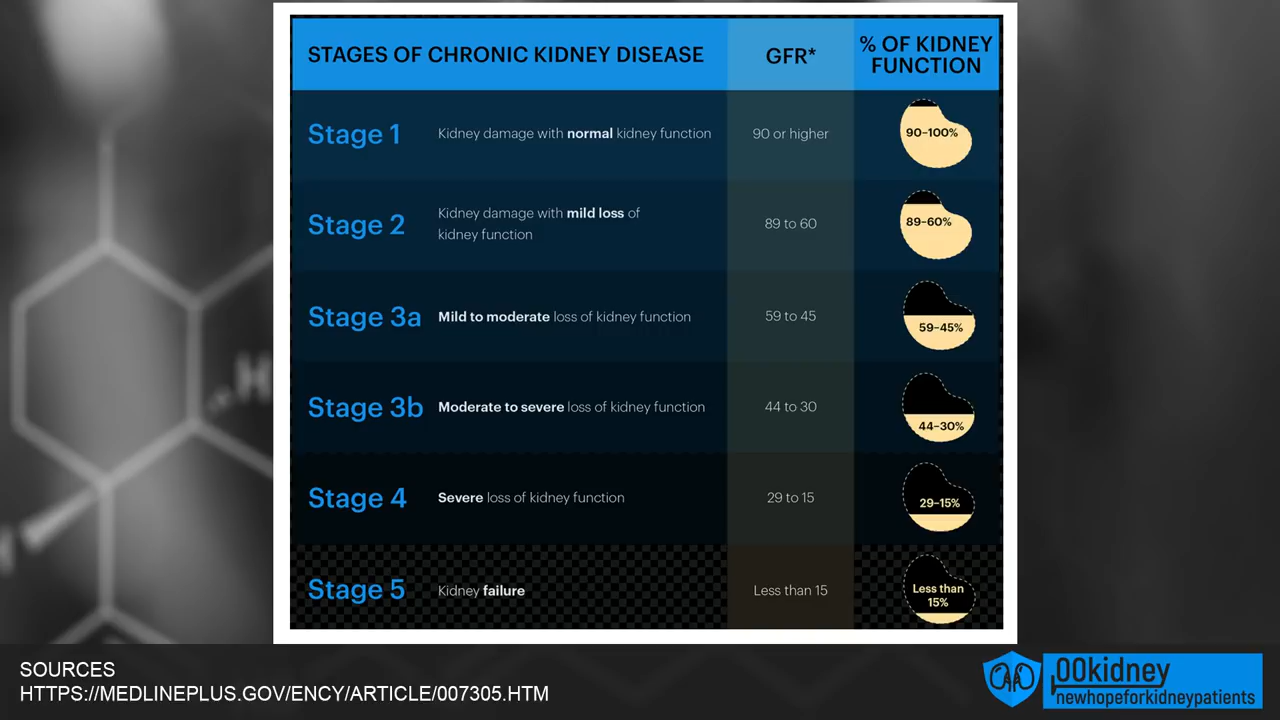 STAGES OF CHRONIC KIDNEY DISEASE
GFR*
% OF KIDNEY
FUNCTION
Stage 1
Kidney damage with normal kidney function
90 or higher
90–100%
Stage 2
Kidney damage with mild loss of
kidney function
89 to 60
89–60%
Stage 3a
Mild to moderate loss of kidney function
59 to 45
59–45%
Stage 3b
Moderate to severe loss of kidney function
44 to 30
44–30%
Stage 4
Severe loss of kidney function
29 to 15
29–15%
Stage 5
Kidney failure
Less than 15
Less than
15%
H
SOURCES
HTTPS://MEDLINEPLUS.GOV/ENCY/ARTICLE/007305.HTM
00kidney
newhopeforkidneypatients